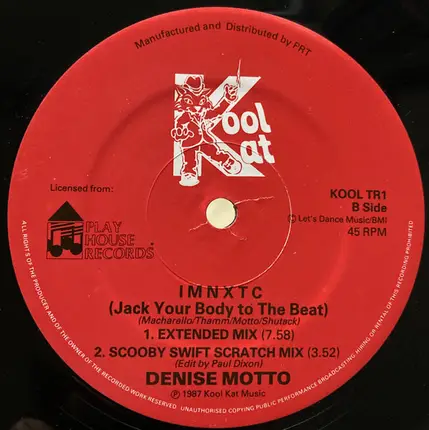 Manufactured and Distributed by PRT
Kool
Kat
Licensed from:
PLAY
HOUSE
RECORDS
KOOL TR1
B Side
Ⓒ Let's Dance Music/BMI
45 RPM
I M N X T C
(Jack Your Body to The Beat)
(Macharello/Thamm/Motto/Shutack)
1. EXTENDED MIX (7.58)
2. SCOOBY SWIFT SCRATCH MIX (3.52)
(Edit by Paul Dixon)
DENISE MOTTO
Ⓟ 1987 Kool Kat Music
ALL RIGHTS OF THE PRODUCER AND OF THE OWNER OF THE RECORDED WORK RESERVED UNAUTHORISED COPYING PUBLIC PERFORMANCE BROADCASTING HIRING OR RENTAL OF THIS RECORDING PROHIBITED